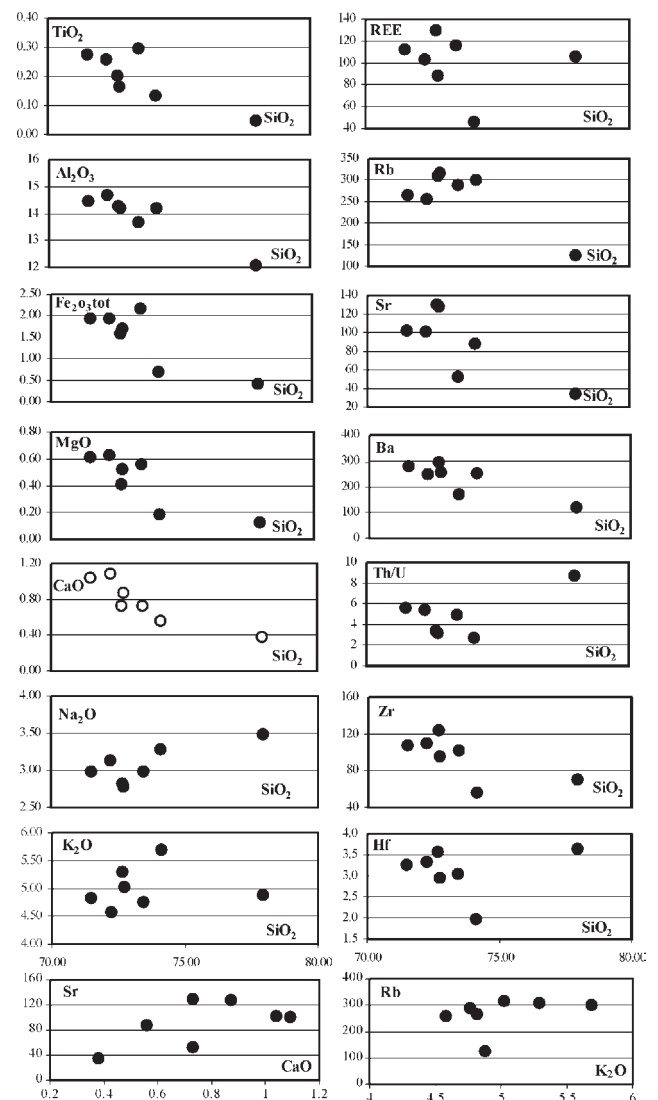 TiO₂
0.40
0.30
0.20
0.10
0.00
SiO₂
REE
140
120
100
80
60
40
SiO₂
Al₂O₃
16
15
14
13
12
SiO₂
Rb
350
300
250
200
150
100
SiO₂
Fe₂o₃tot
2.50
2.00
1.50
1.00
0.50
0.00
SiO₂
Sr
140
120
100
80
60
40
20
SiO₂
MgO
0.80
0.60
0.40
0.20
0.00
SiO₂
Ba
400
300
200
100
0
SiO₂
CaO
1.20
0.80
0.40
0.00
SiO₂
Th/U
10
8
6
4
2
0
SiO₂
Na₂O
4.00
3.50
3.00
2.50
SiO₂
Zr
160
120
80
40
SiO₂
K₂O
6.00
5.50
5.00
4.50
4.00
SiO₂
70.00 75.00 80.00
Hf
4.0
3.5
3.0
2.5
2.0
1.5
SiO₂
70.00 75.00 80.00
Sr
160
120
80
40
0
CaO
0.2 0.4 0.6 0.8 1 1.2
Rb
400
300
200
100
0
K₂O
4 4.5 5 5.5 6